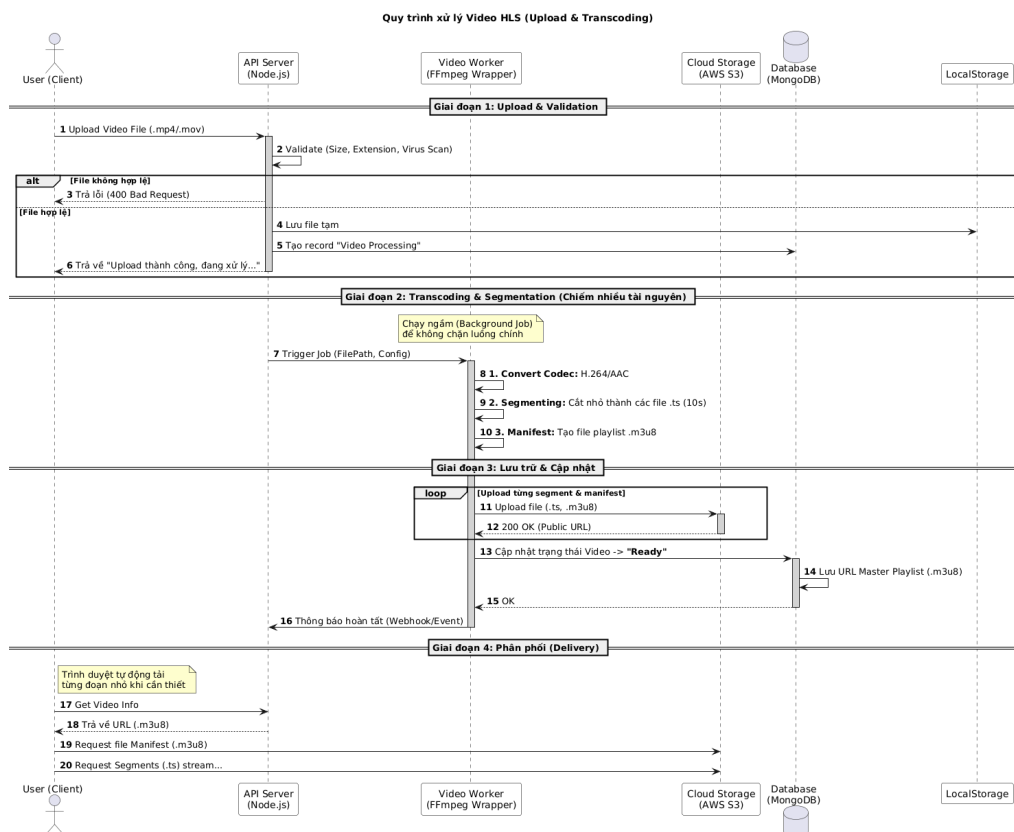 Quy trình xử lý Video HLS (Upload & Transcoding)
User (Client)
API Server
(Node.js)
Video Worker
(FFmpeg Wrapper)
Cloud Storage
(AWS S3)
Database
(MongoDB)
LocalStorage
Giai đoạn 1: Upload & Validation
1 Upload Video File (.mp4/.mov)
2 Validate (Size, Extension, Virus Scan)
alt [File không hợp lệ]
3 Trả lỗi (400 Bad Request)
[File hợp lệ]
4 Lưu file tạm
5 Tạo record "Video Processing"
6 Trả về "Upload thành công, đang xử lý..."
Giai đoạn 2: Transcoding & Segmentation (Chiếm nhiều tài nguyên)
Chạy ngầm (Background Job)
để không chặn luồng chính
7 Trigger Job (FilePath, Config)
8 1. Convert Codec: H.264/AAC
9 2. Segmenting: Cắt nhỏ thành các file .ts (10s)
10 3. Manifest: Tạo file playlist .m3u8
Giai đoạn 3: Lưu trữ & Cập nhật
loop [Upload từng segment & manifest]
11 Upload file (.ts, .m3u8)
12 200 OK (Public URL)
13 Cập nhật trạng thái Video -> "Ready"
14 Lưu URL Master Playlist (.m3u8)
15 OK
16 Thông báo hoàn tất (Webhook/Event)
Giai đoạn 4: Phân phối (Delivery)
Trình duyệt tự động tải
từng đoạn nhỏ khi cần thiết
17 Get Video Info
18 Trả về URL (.m3u8)
19 Request file Manifest (.m3u8)
20 Request Segments (.ts) stream...
User (Client)
API Server
(Node.js)
Video Worker
(FFmpeg Wrapper)
Cloud Storage
(AWS S3)
Database
(MongoDB)
LocalStorage